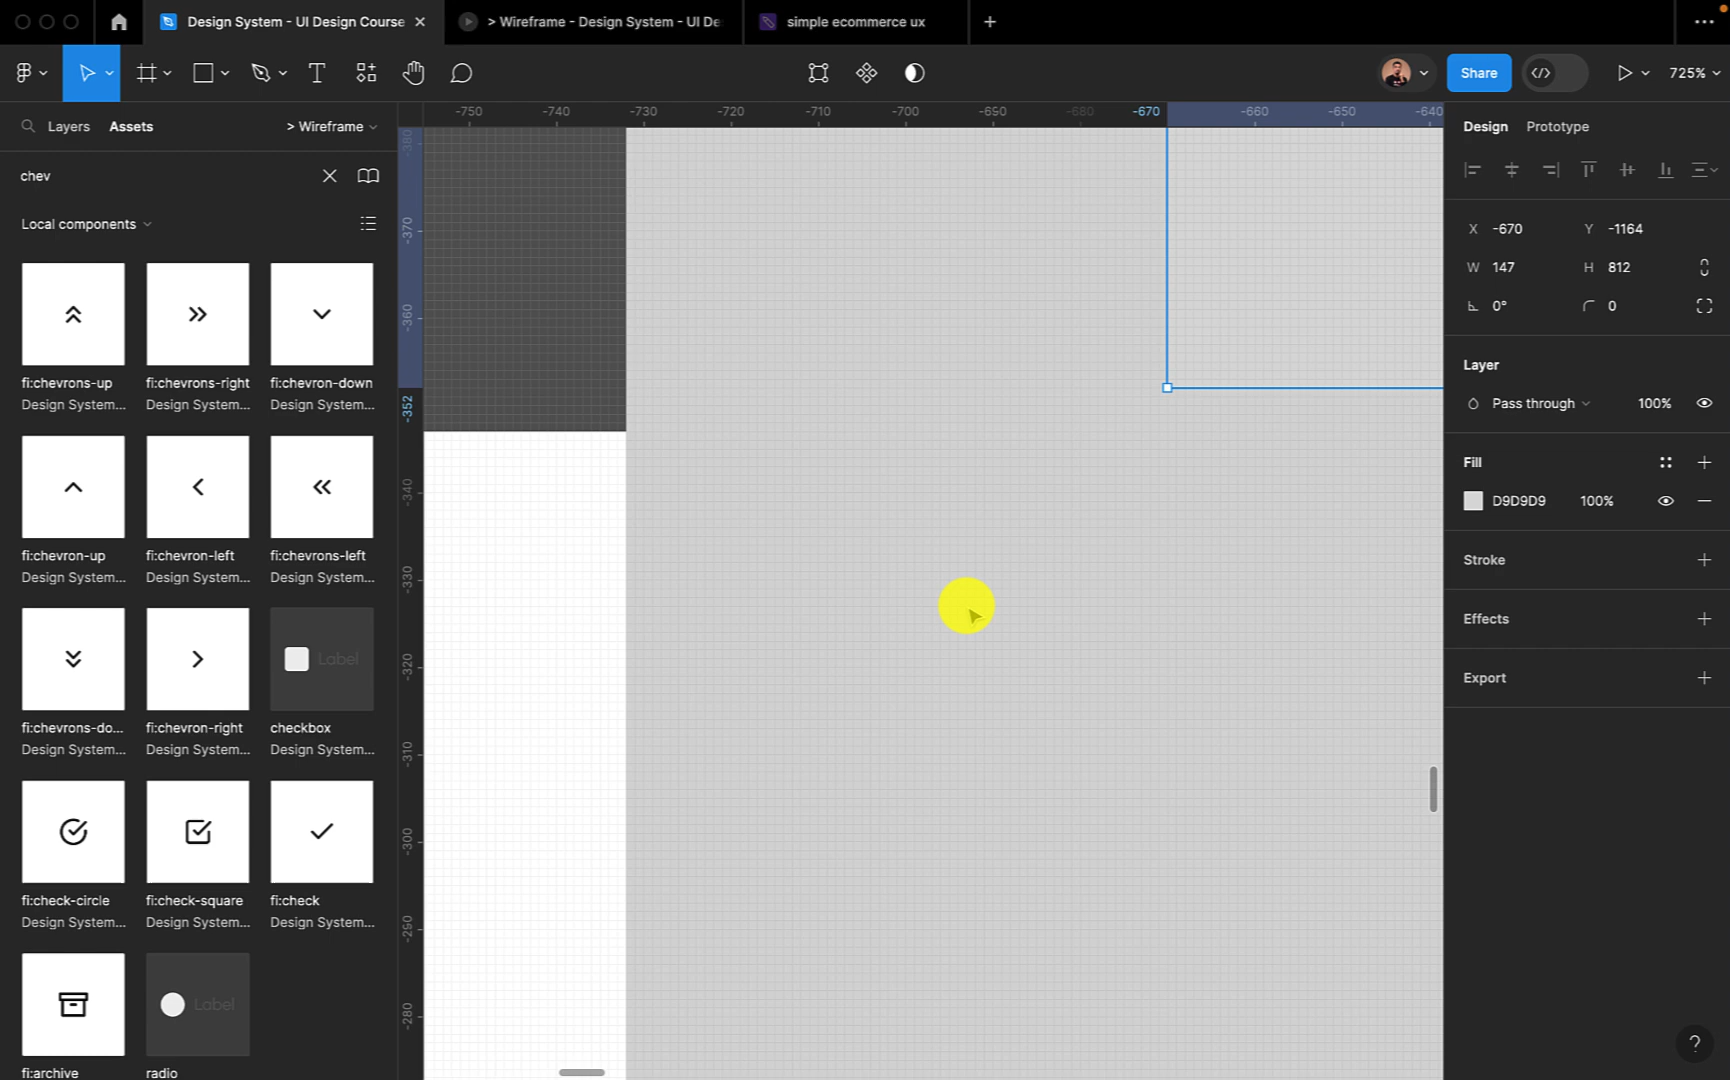 Design System - UI Design Course
> Wireframe - Design System - UI De
simple ecommerce ux
Share
725%
Layers
Assets
> Wireframe
-750
-740
-730
-720
-710
-700
-690
-680
-670
-660
-650
-640
Design
Prototype
chev
Local components
fi:chevrons-up
Design System...
fi:chevrons-right
Design System...
fi:chevron-down
Design System...
fi:chevron-up
Design System...
fi:chevron-left
Design System...
fi:chevrons-left
Design System...
Label
fi:chevrons-do...
Design System...
fi:chevron-right
Design System...
checkbox
Design System...
fi:check-circle
Design System...
fi:check-square
Design System...
fi:check
Design System...
Label
fi:archive
radio
-380
-370
-360
-352
-340
-330
-320
-310
-300
-290
-280
X -670
Y -1164
W 147
H 812
0°
0
Layer
Pass through
100%
Fill
D9D9D9
100%
Stroke
Effects
Export
?